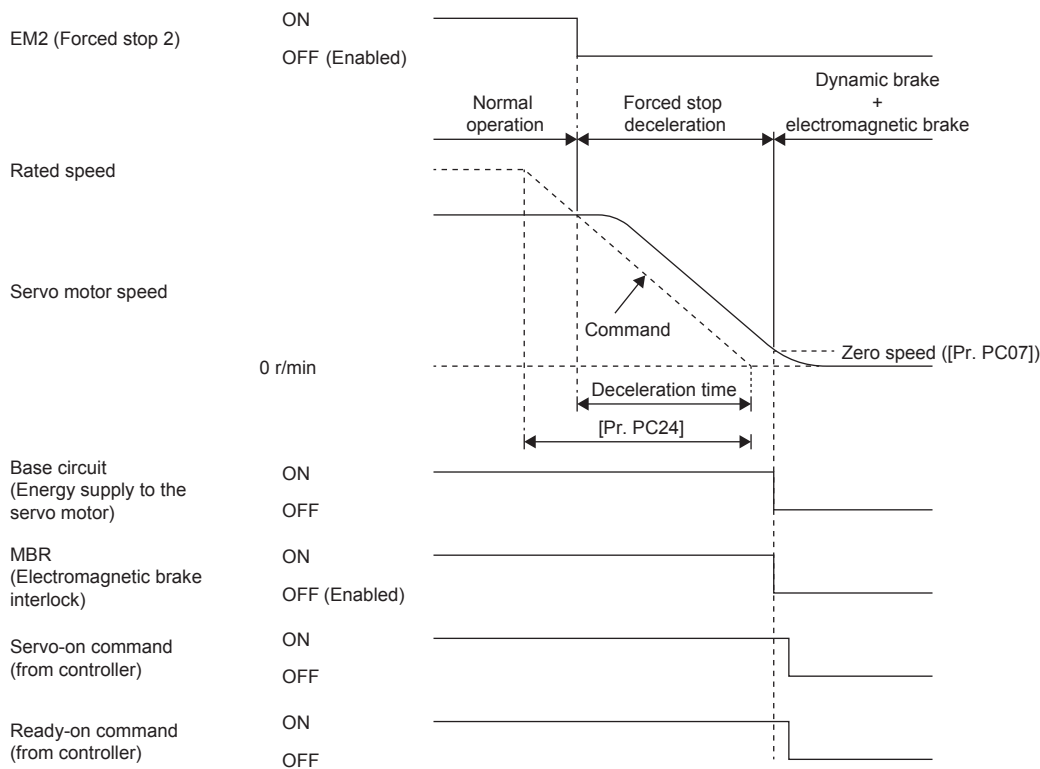 ON
EM2 (Forced stop 2)
OFF (Enabled)
Dynamic brake
+
electromagnetic brake
Normal
operation
Forced stop
deceleration
Rated speed
Servo motor speed
Command
Zero speed ([Pr. PC07])
0 r/min
Deceleration time
[Pr. PC24]
Base circuit
(Energy supply to the
servo motor)
ON
OFF
MBR
(Electromagnetic brake
interlock)
ON
OFF (Enabled)
Servo-on command
(from controller)
ON
OFF
Ready-on command
(from controller)
ON
OFF